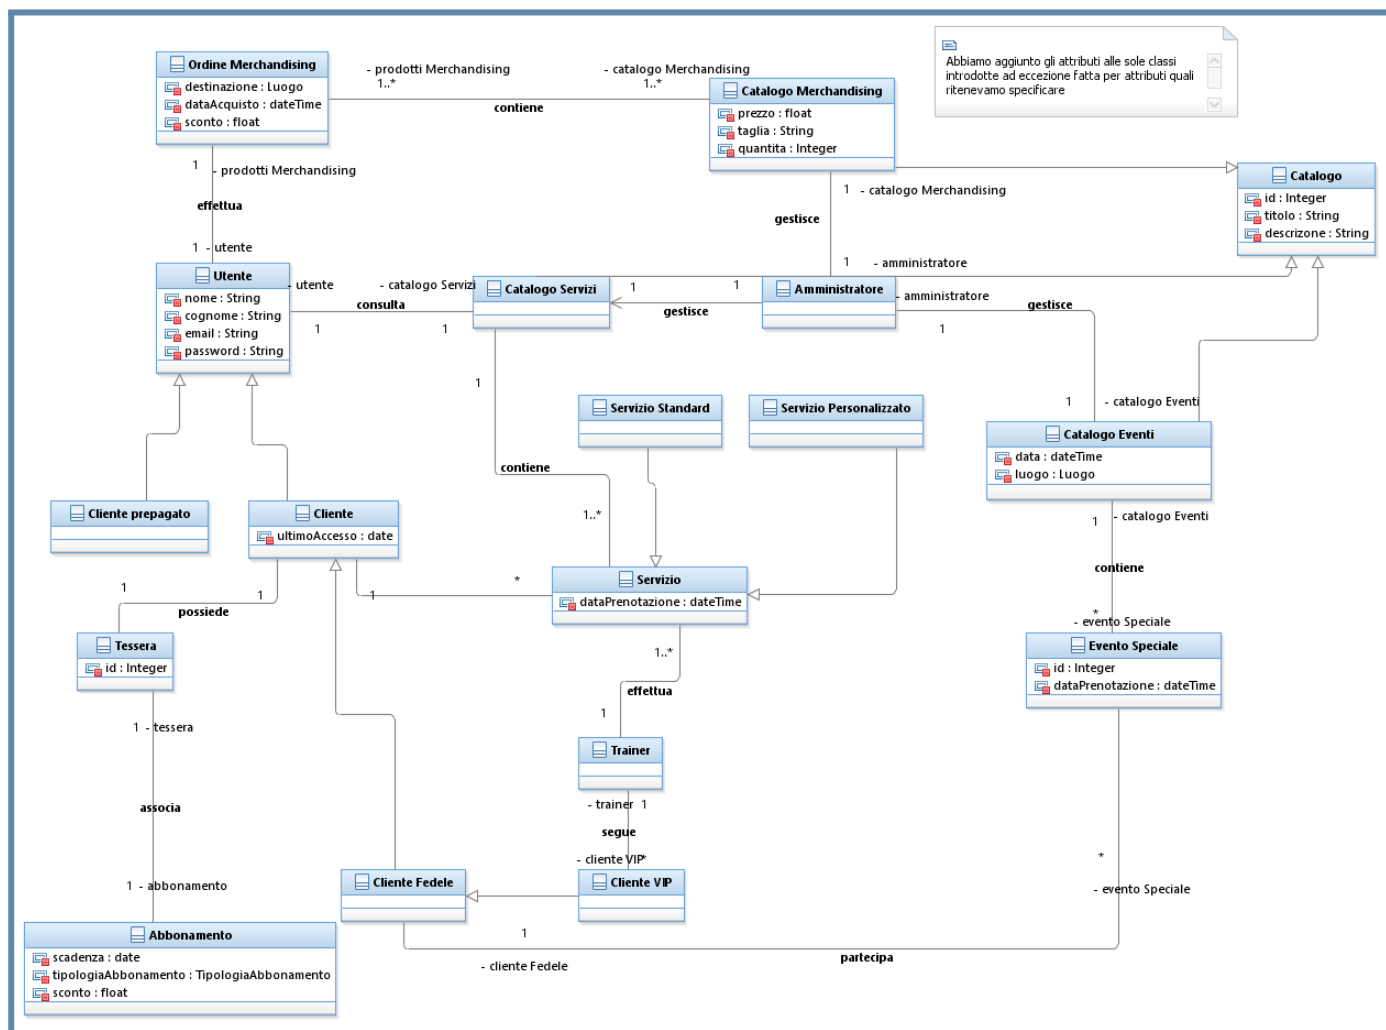 Abbiamo aggiunto gli attributi alle sole classi
introdotte ad eccezione fatta per attributi quali
ritenevamo specificare
Ordine Merchandising
destinazione : Luogo
dataAcquisto : dateTime
sconto : float
- prodotti Merchandising
1..*
contiene
- catalogo Merchandising
1..*
Catalogo Merchandising
prezzo : float
taglia : String
quantita : Integer
Catalogo
id : Integer
titolo : String
descrizone : String
1
- prodotti Merchandising
effettua
1
- utente
1
- catalogo Merchandising
gestisce
1
- amministratore
Utente
nome : String
cognome : String
email : String
password : String
- utente
1
consulta
- catalogo Servizi
1
Catalogo Servizi
1
gestisce
1
Amministratore
- amministratore
1
gestisce
1
- catalogo Eventi
1
contiene
1..*
Servizio Standard
Servizio Personalizzato
Catalogo Eventi
data : dateTime
luogo : Luogo
Cliente prepagato
Cliente
ultimoAccesso : date
1
- catalogo Eventi
contiene
*
- evento Speciale
1
*
Servizio
dataPrenotazione : dateTime
1
possiede
1
Tessera
id : Integer
Evento Speciale
id : Integer
dataPrenotazione : dateTime
1..*
effettua
1
Trainer
1
- tessera
associa
1
- abbonamento
- trainer
1
segue
- cliente VIP
*
Cliente Fedele
Cliente VIP
*
- evento Speciale
1
- cliente Fedele
partecipa
Abbonamento
scadenza : date
tipologiaAbbonamento : TipologiaAbbonamento
sconto : float